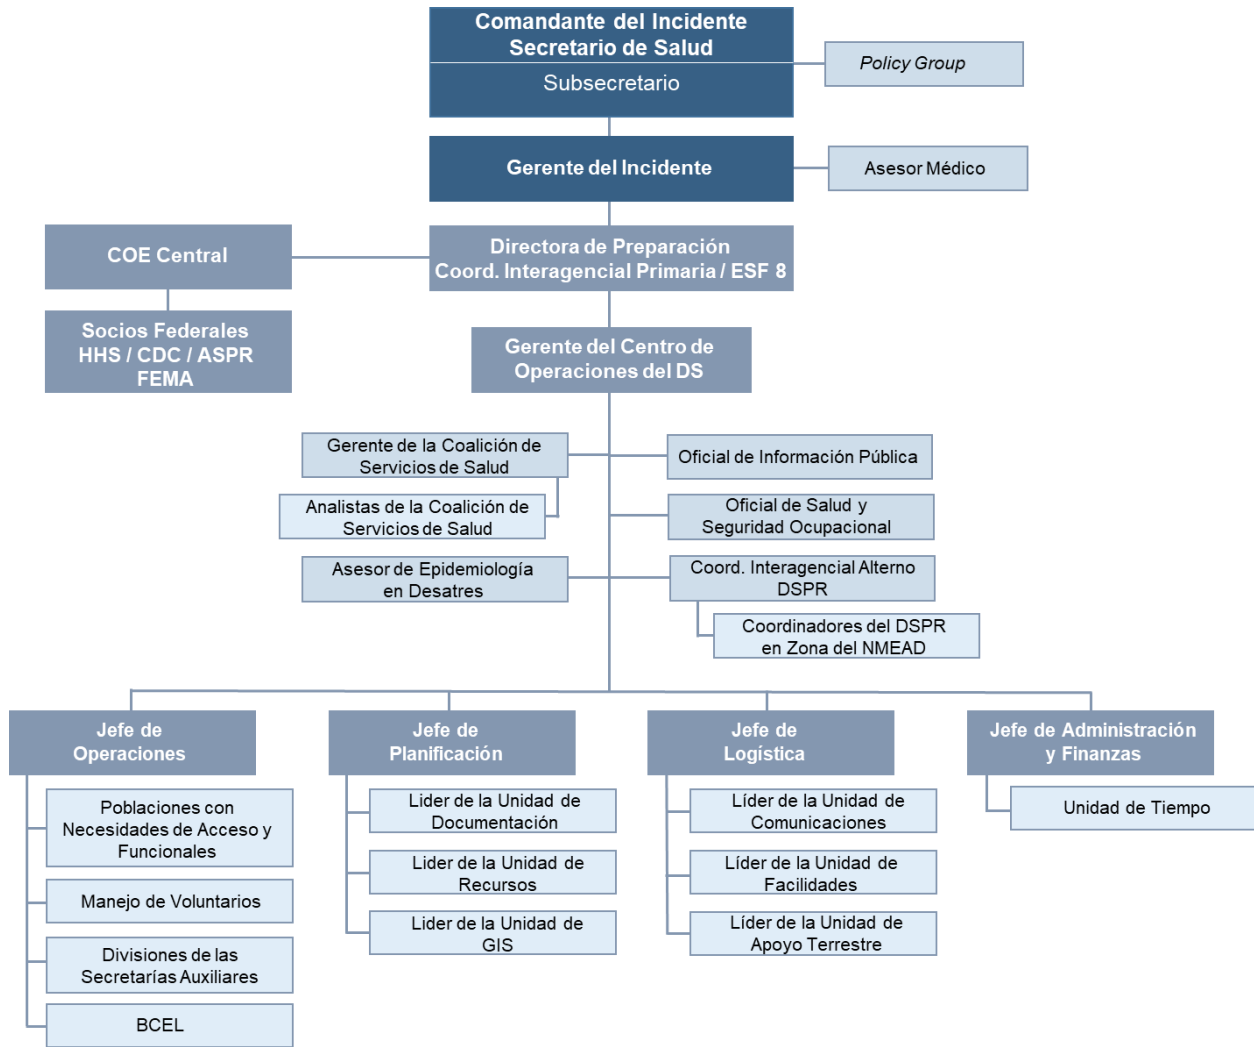 Comandante del Incidente
Secretario de Salud
Subsecretario
Policy Group
Gerente del Incidente
Asesor Médico
COE Central
Directora de Preparación
Coord. Interagencial Primaria / ESF 8
Socios Federales
HHS / CDC / ASPR
FEMA
Gerente del Centro de
Operaciones del DS
Gerente de la Coalición de
Servicios de Salud
Oficial de Información Pública
Analistas de la Coalición de
Servicios de Salud
Oficial de Salud y
Seguridad Ocupacional
Asesor de Epidemiología
en Desatres
Coord. Interagencial Alterno
DSPR
Coordinadores del DSPR
en Zona del NMEAD
Jefe de
Operaciones
Poblaciones con
Necesidades de Acceso y
Funcionales
Manejo de Voluntarios
Divisiones de las
Secretarías Auxiliares
BCEL
Jefe de
Planificación
Lider de la Unidad de
Documentación
Lider de la Unidad de
Recursos
Lider de la Unidad de
GIS
Jefe de
Logística
Líder de la Unidad de
Comunicaciones
Líder de la Unidad de
Facilidades
Líder de la Unidad de
Apoyo Terrestre
Jefe de Administración
y Finanzas
Unidad de Tiempo